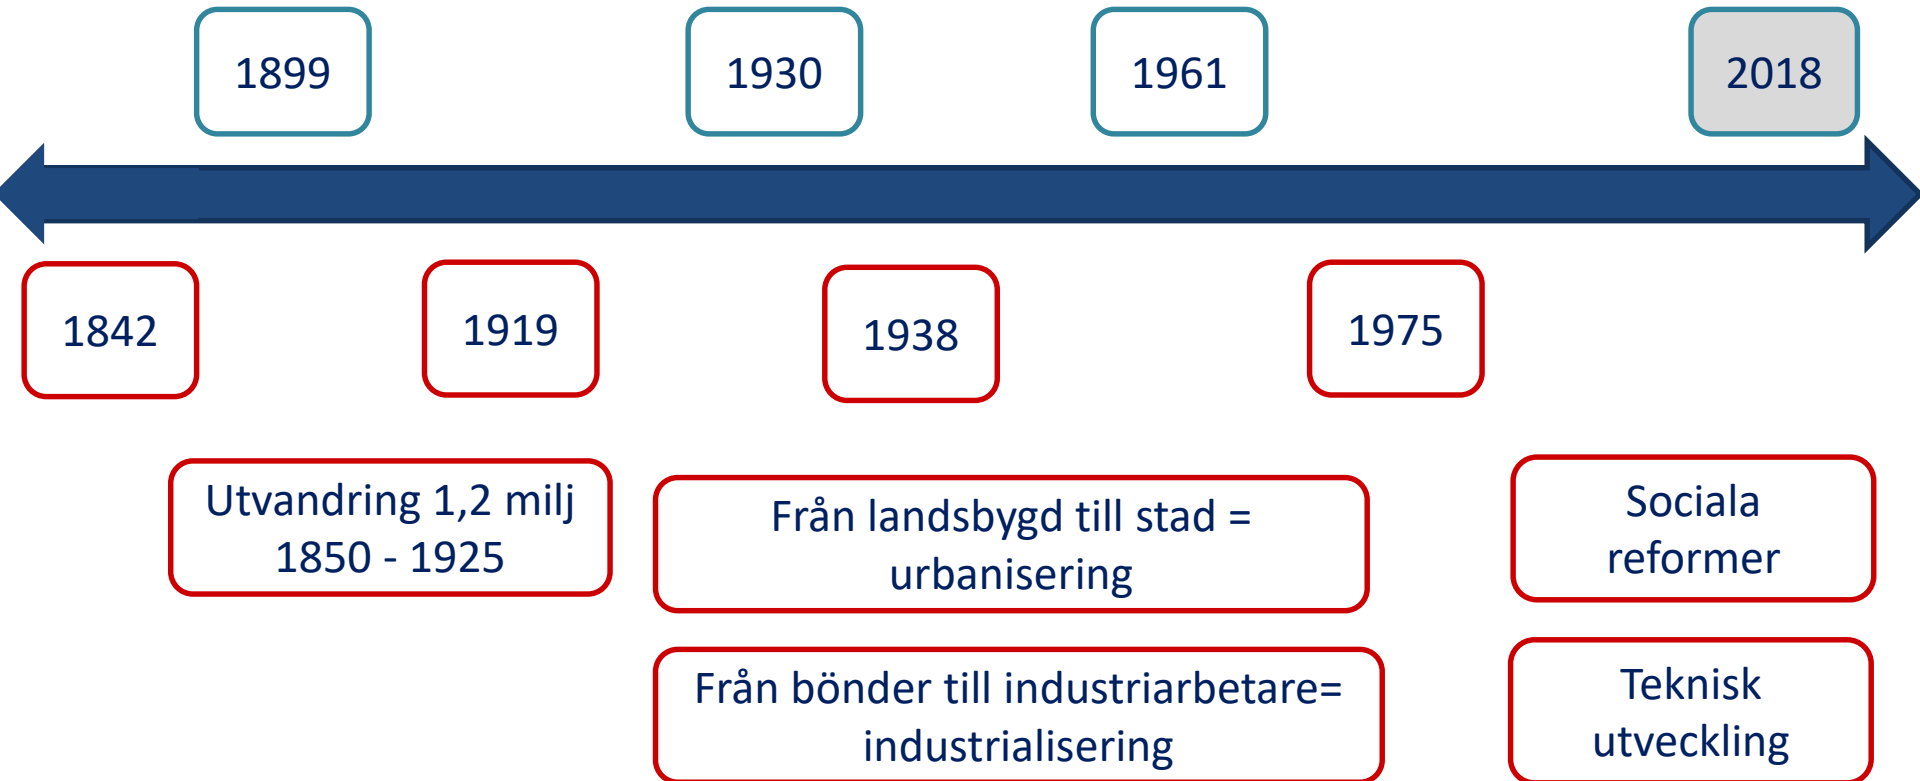 1899
1930
1961
2018
1842
1919
1938
1975
Utvandring 1,2 milj
1850 - 1925
Från landsbygd till stad =
urbanisering
Sociala
reformer
Från bönder till industriarbetare=
industrialisering
Teknisk
utveckling